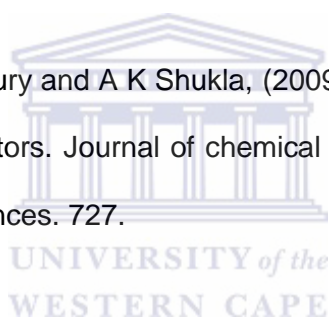 ury and A K Shukla, (2009
tors. Journal of chemical
nces. 727.
UNIVERSITY of the
WESTERN CAPE